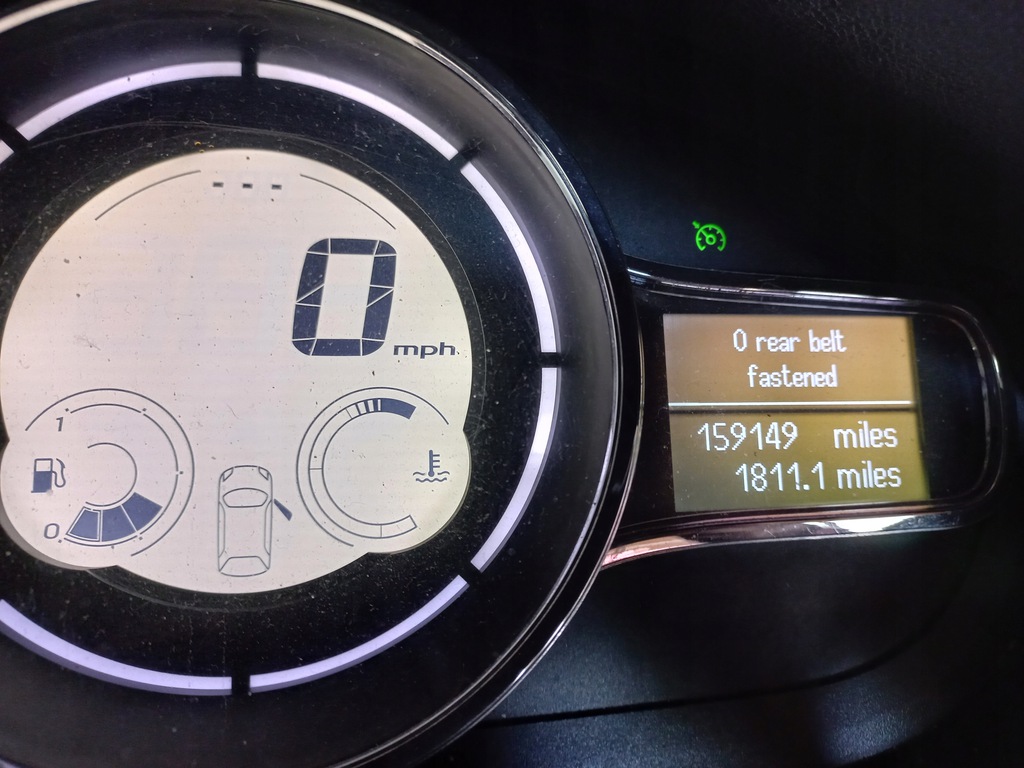 0
mph
1
0
0 rear belt
fastened
159149 miles
1811.1 miles